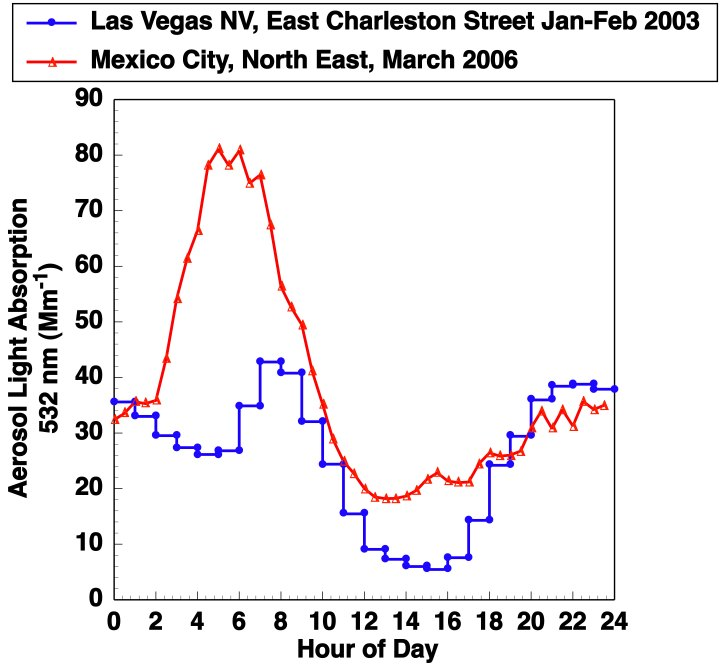 Las Vegas NV, East Charleston Street Jan-Feb 2003
Mexico City, North East, March 2006
90
80
70
60
50
40
30
20
10
0
Aerosol Light Absorption
532 nm (Mm-1)
0 2 4 6 8 10 12 14 16 18 20 22 24
Hour of Day